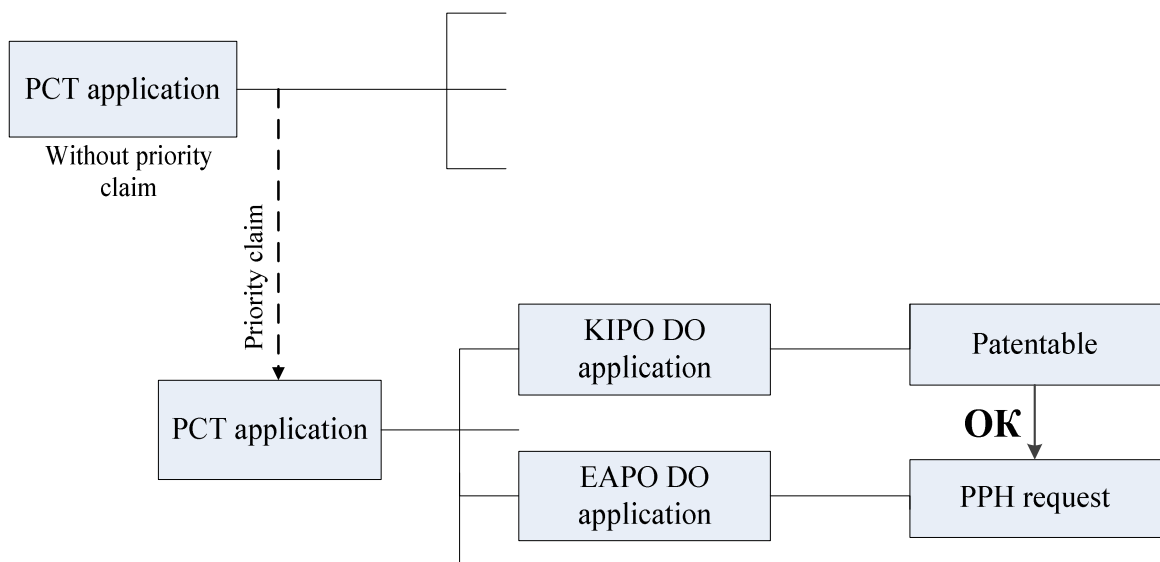 PCT application
Without priority
claim
Priority claim
KIPO DO
application
Patentable
OK
PCT application
EAPO DO
application
PPH request